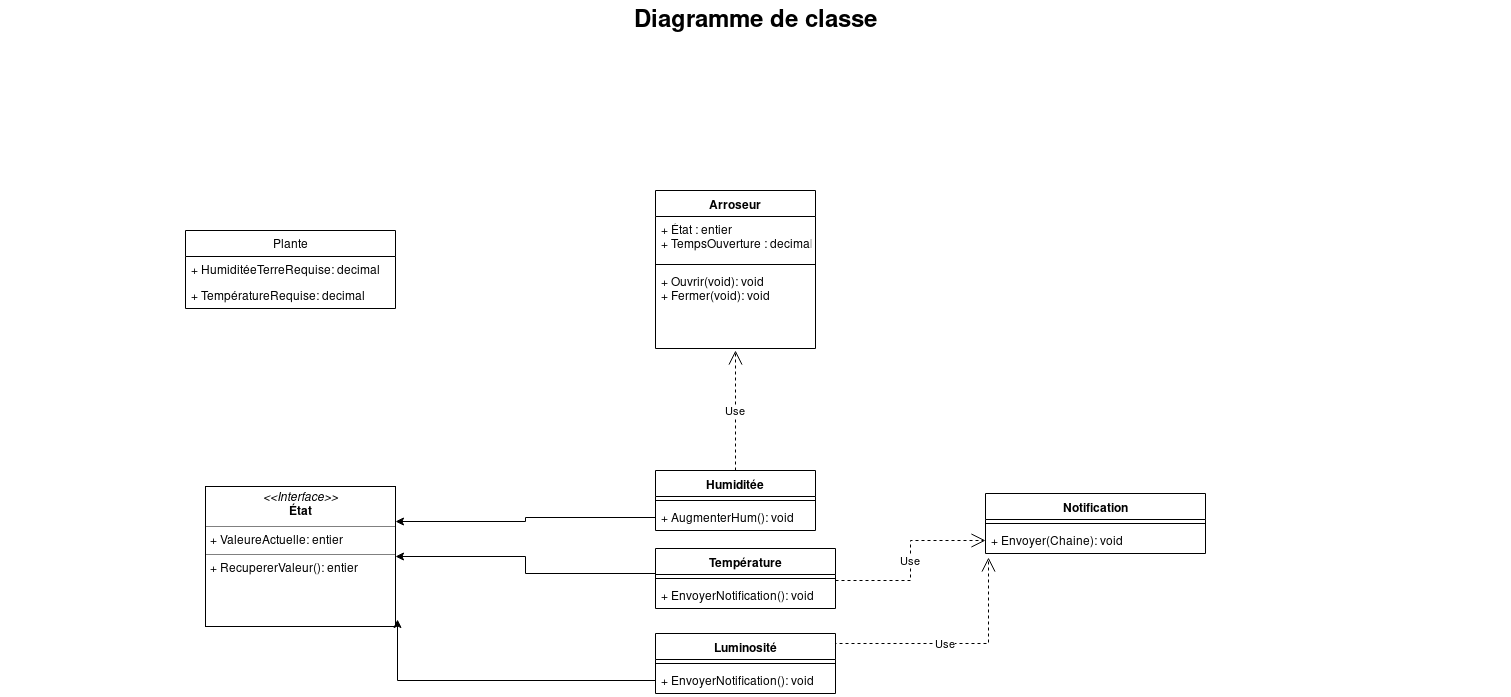 Diagramme de classe
Plante
+ HumiditéeTerreRequise: decimal
+ TempératureRequise: decimal
Arroseur
+ État : entier
+ TempsOuverture : decimal
+ Ouvrir(void): void
+ Fermer(void): void
Use
<<Interface>>
État
+ ValeureActuelle: entier
+ RecupererValeur(): entier
Humiditée
+ AugmenterHum(): void
Température
+ EnvoyerNotification(): void
Luminosité
+ EnvoyerNotification(): void
Use
Use
Notification
+ Envoyer(Chaine): void